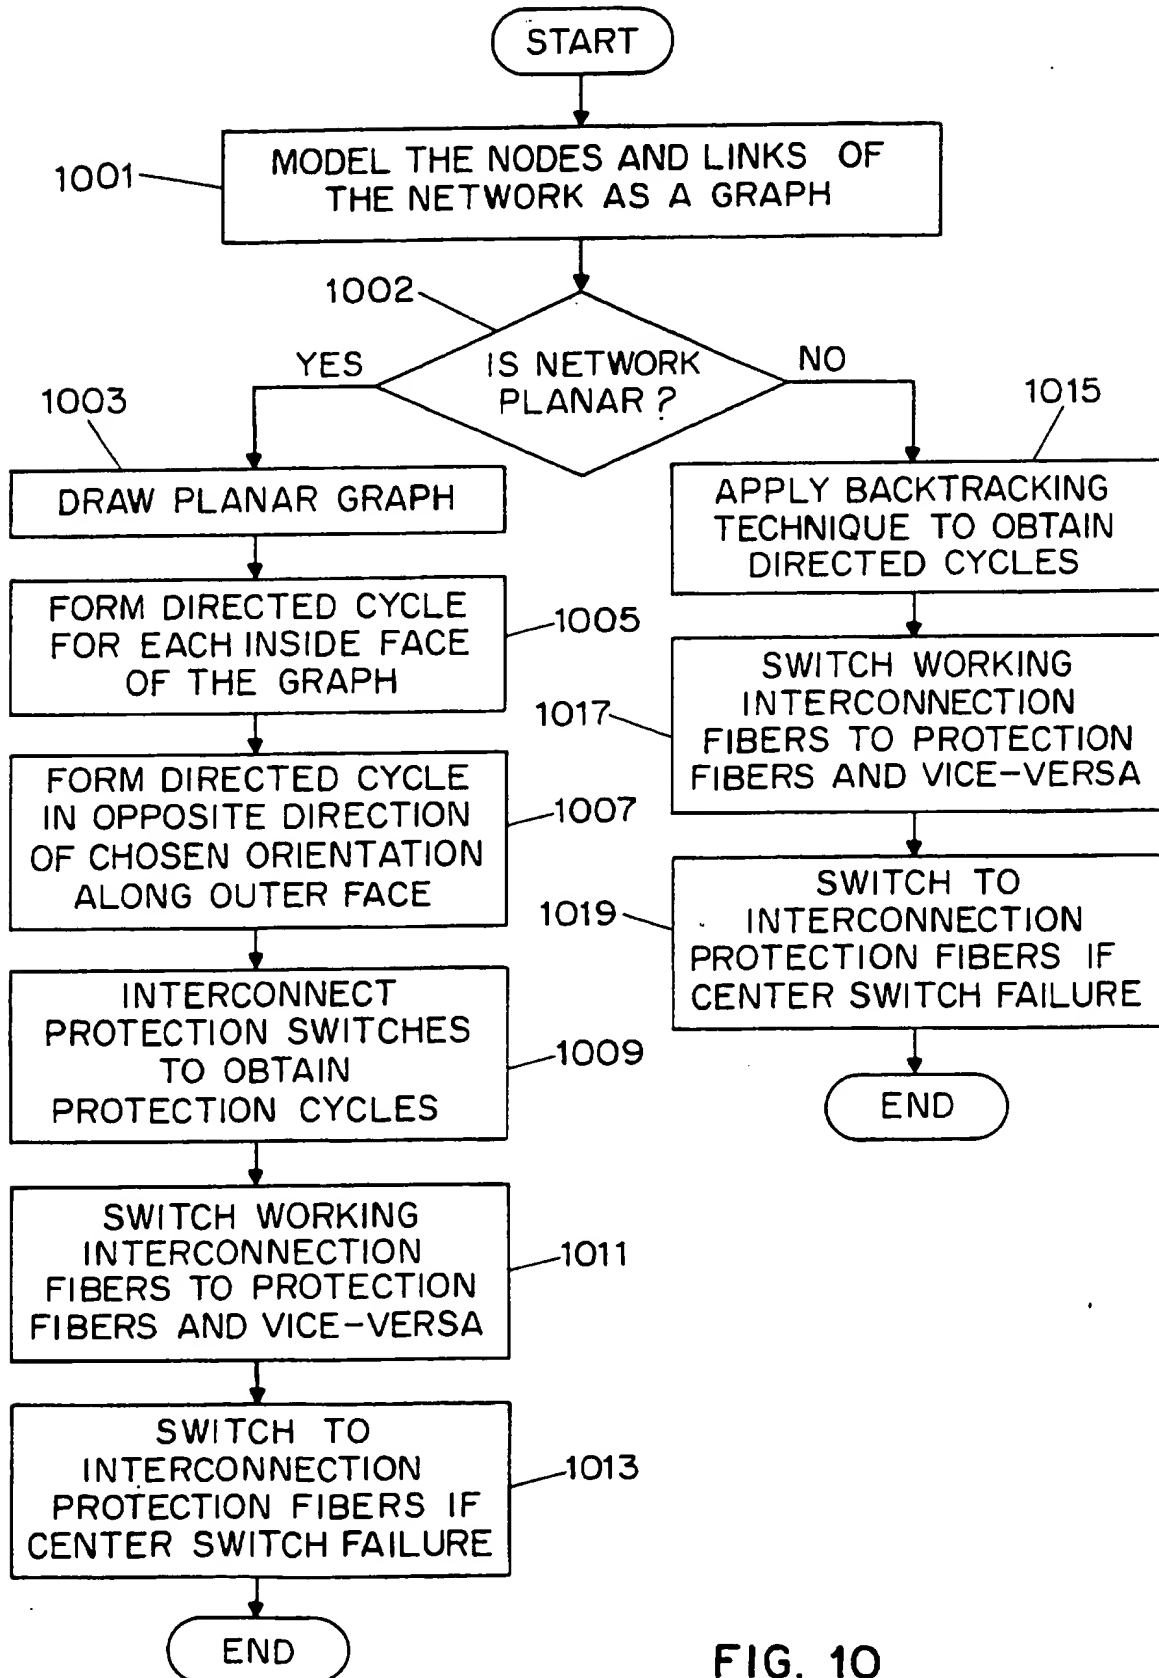 START
1001
MODEL THE NODES AND LINKS OF
THE NETWORK AS A GRAPH
1002
IS NETWORK
PLANAR?
YES
NO
1003
DRAW PLANAR GRAPH
FORM DIRECTED CYCLE
FOR EACH INSIDE FACE
OF THE GRAPH
1005
FORM DIRECTED CYCLE
IN OPPOSITE DIRECTION
OF CHOSEN ORIENTATION
ALONG OUTER FACE
1007
INTERCONNECT
PROTECTION SWITCHES
TO OBTAIN
PROTECTION CYCLES
1009
SWITCH WORKING
INTERCONNECTION
FIBERS TO PROTECTION
FIBERS AND VICE-VERSA
1011
SWITCH TO
INTERCONNECTION
PROTECTION FIBERS IF
CENTER SWITCH FAILURE
1013
END
1015
APPLY BACKTRACKING
TECHNIQUE TO OBTAIN
DIRECTED CYCLES
1017
SWITCH WORKING
INTERCONNECTION
FIBERS TO PROTECTION
FIBERS AND VICE-VERSA
1019
SWITCH TO
INTERCONNECTION
PROTECTION FIBERS IF
CENTER SWITCH FAILURE
END
FIG. 10